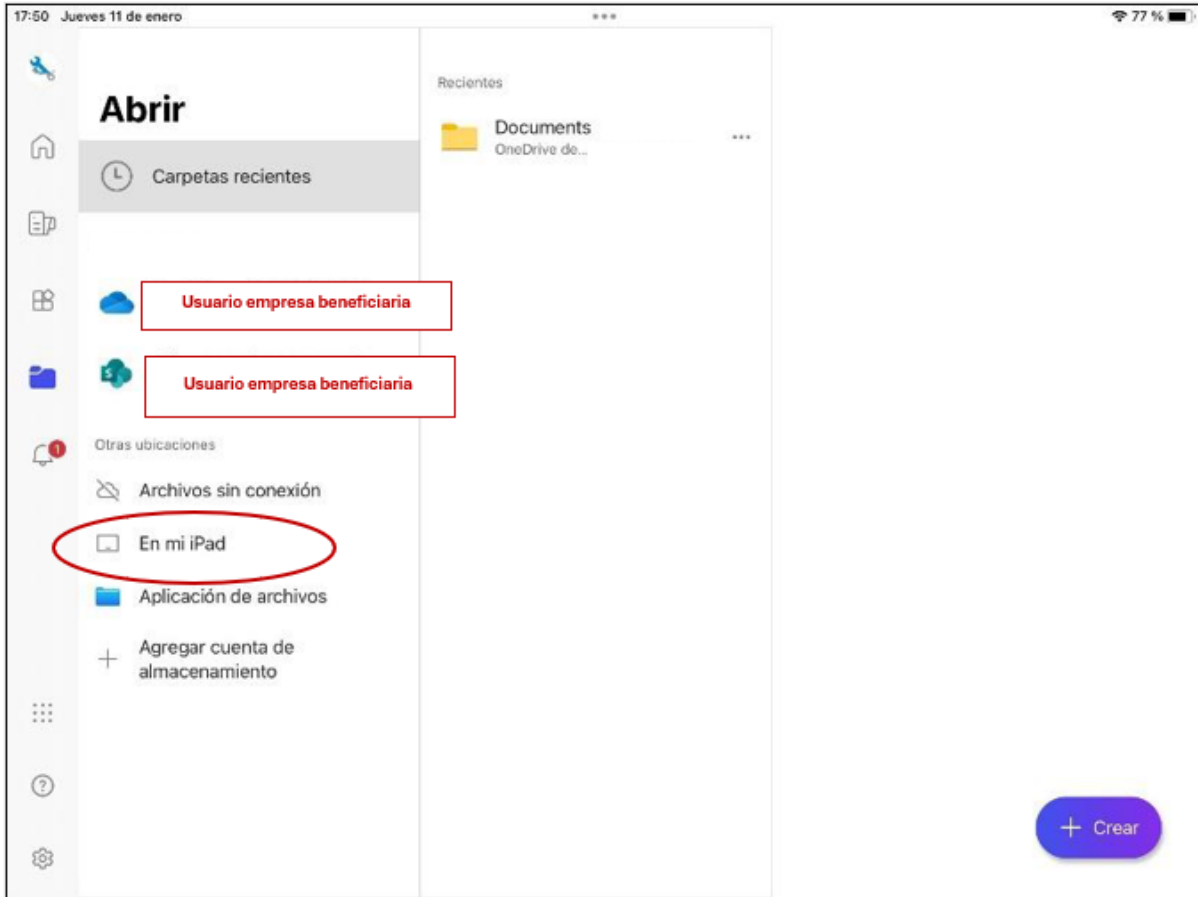 17:50 Jueves 11 de enero
77 %
Abrir
Carpetas recientes
Usuario empresa beneficiaria
Usuario empresa beneficiaria
Otras ubicaciones
1
Archivos sin conexión
En mi iPad
Aplicación de archivos
Agregar cuenta de
almacenamiento
Recientes
Documents
OneDrive de...
Crear